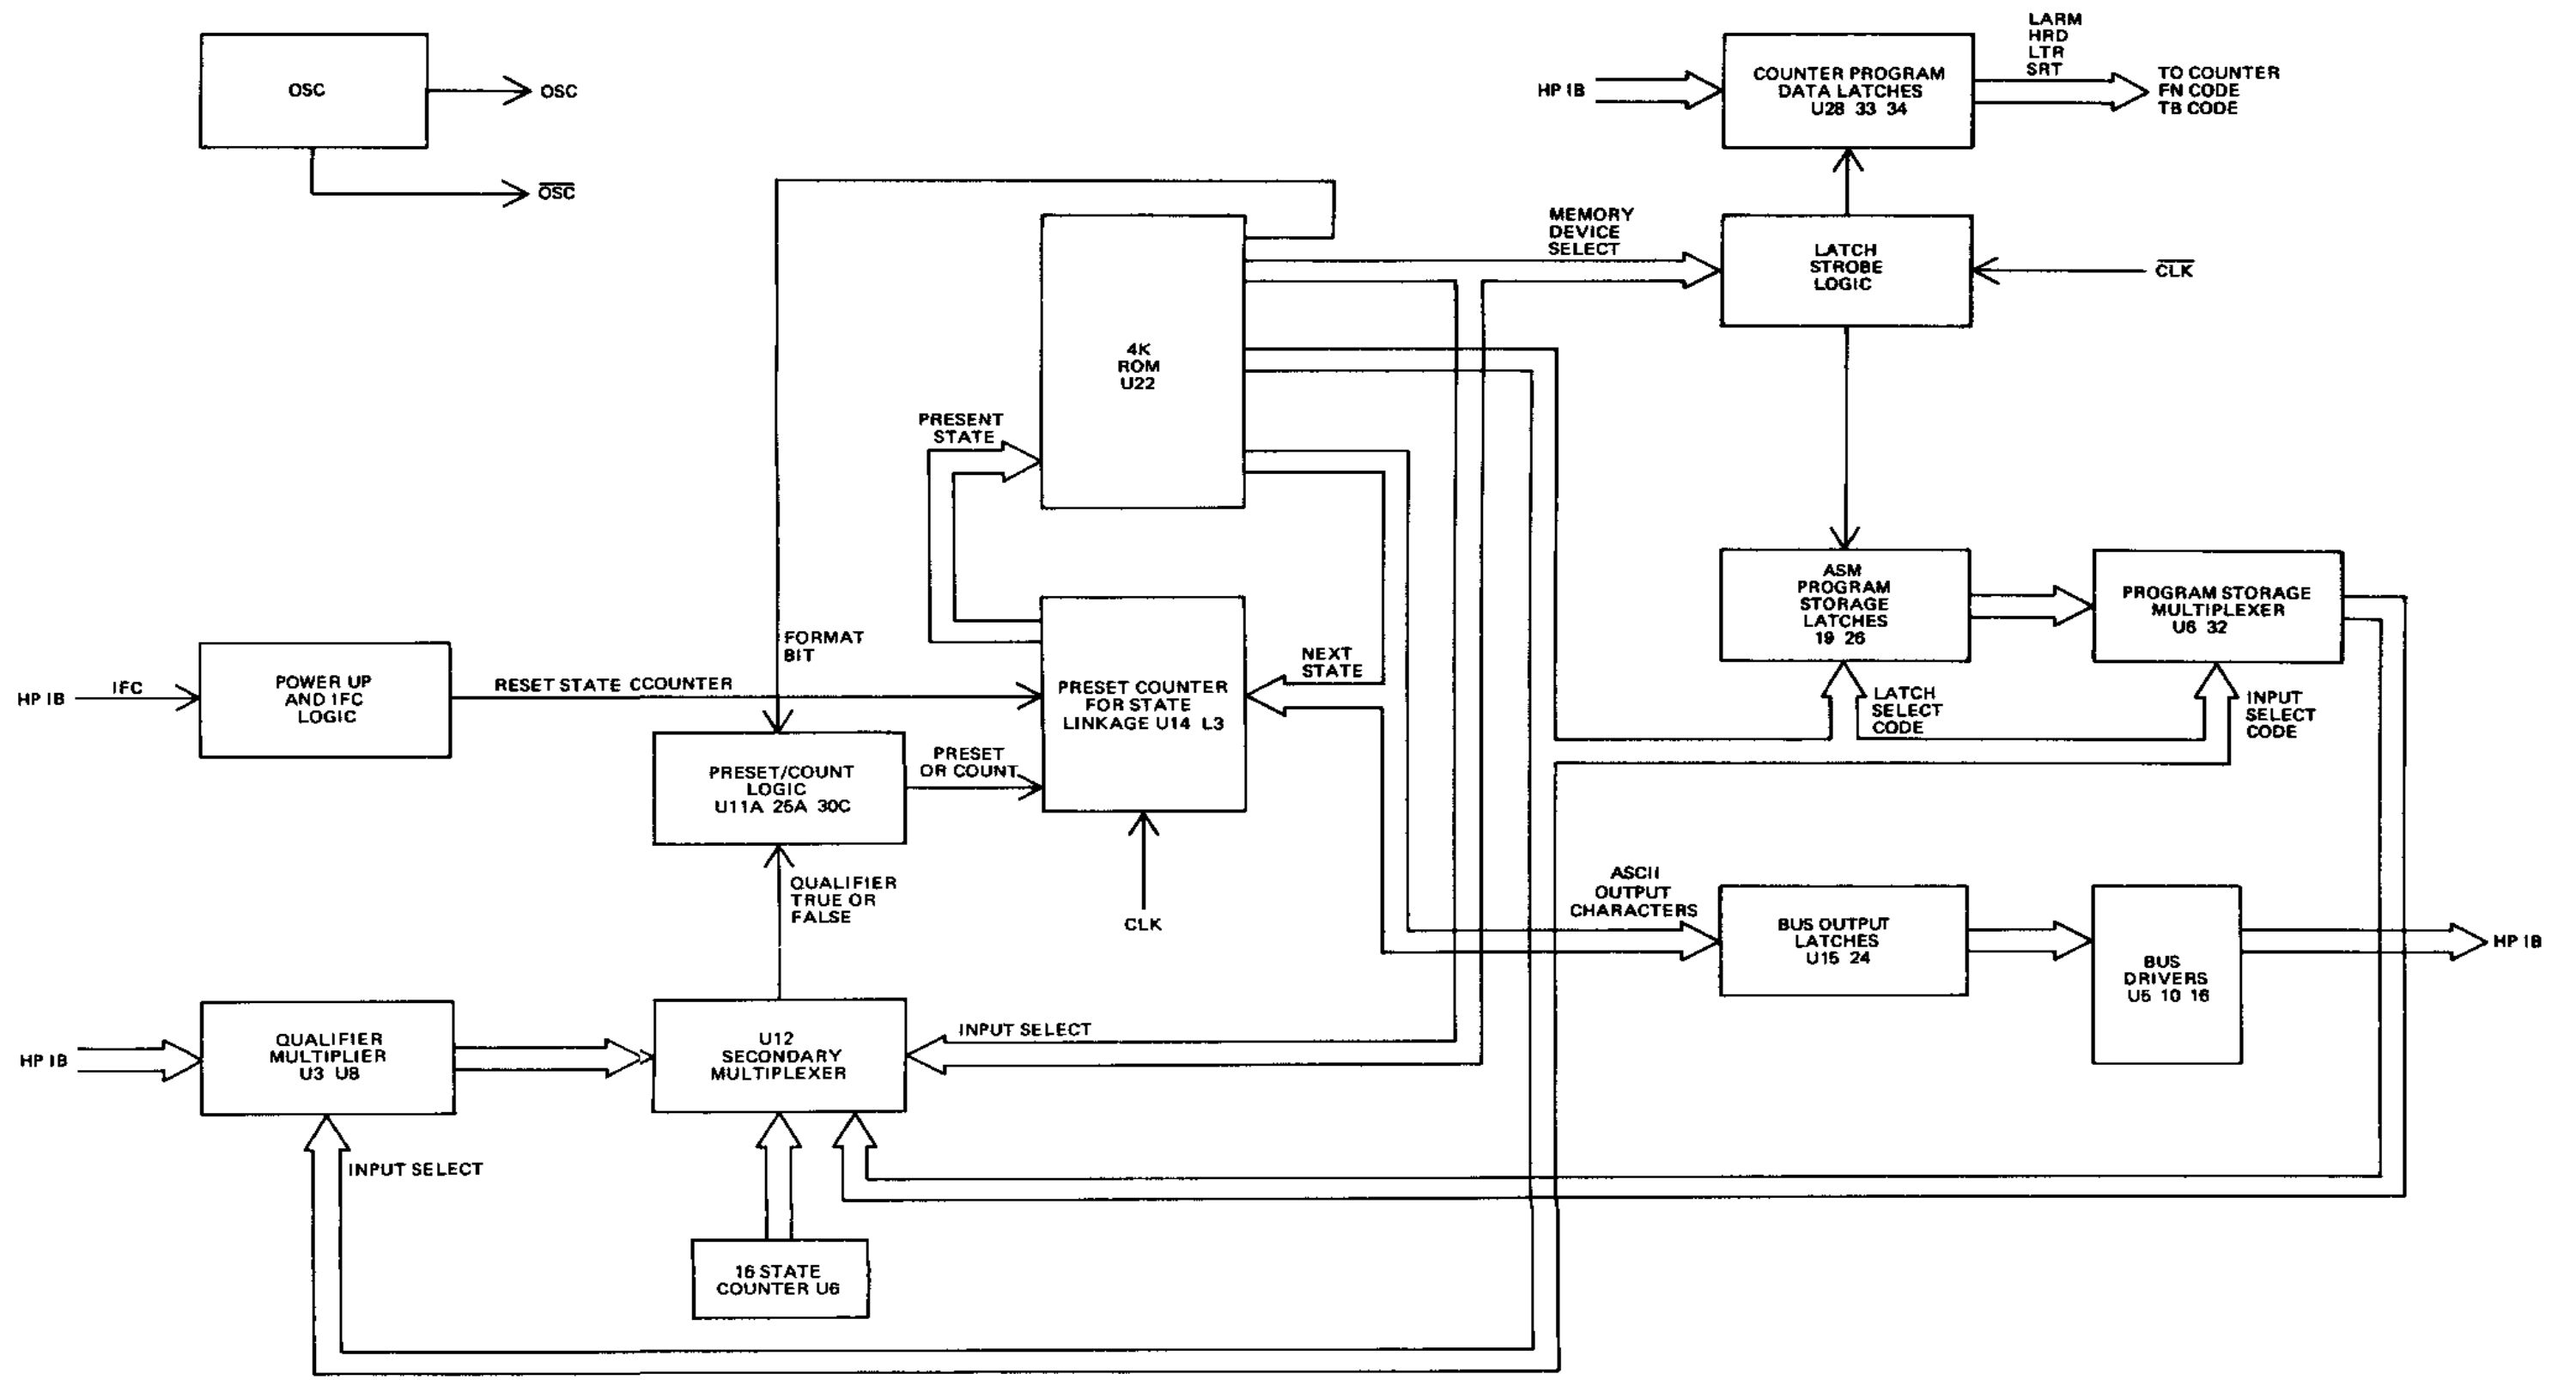 OSC
OSC
OSC
HP IB
COUNTER PROGRAM
DATA LATCHES
U28 33 34
LARM
HRD
LTR
SRT
TO COUNTER
FN CODE
TB CODE
MEMORY
DEVICE
SELECT
LATCH
STROBE
LOGIC
CLK
4K
ROM
U22
PRESENT
STATE
ASM
PROGRAM
STORAGE
LATCHES
19 26
PROGRAM STORAGE
MULTIPLEXER
U6 32
FORMAT
BIT
HP IB
IFC
POWER UP
AND IFC
LOGIC
RESET STATE CCOUNTER
PRESET COUNTER
FOR STATE
LINKAGE U14 L3
NEXT
STATE
LATCH
SELECT
CODE
INPUT
SELECT
CODE
PRESET/COUNT
LOGIC
U11A 25A 30C
PRESET
OR COUNT
QUALIFIER
TRUE OR
FALSE
CLK
ASCII
OUTPUT
CHARACTERS
BUS OUTPUT
LATCHES
U15 24
BUS
DRIVERS
U5 10 16
HP IB
HP IB
QUALIFIER
MULTIPLIER
U3 U8
U12
SECONDARY
MULTIPLEXER
INPUT SELECT
INPUT SELECT
16 STATE
COUNTER U6